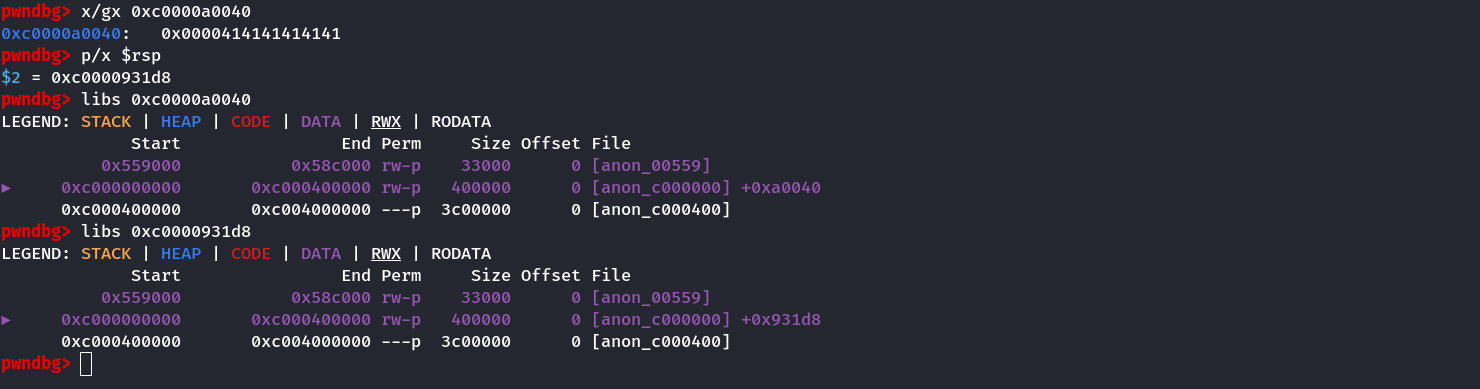 pwndbg> x/gx 0xc0000a0040
0xc0000a0040:   0x0000414141414141
pwndbg> p/x $rsp
$2 = 0xc0000931d8
pwndbg> libs 0xc0000a0040
LEGEND: STACK | HEAP | CODE | DATA | RWX | RODATA
             Start                End Perm     Size Offset File
          0x559000           0x58c000 rw-p    33000      0 [anon_00559]
►     0xc000000000       0xc000400000 rw-p   400000      0 [anon_c000000] +0xa0040
      0xc000400000       0xc004000000 ---p  3c00000      0 [anon_c000400]
pwndbg> libs 0xc0000931d8
LEGEND: STACK | HEAP | CODE | DATA | RWX | RODATA
             Start                End Perm     Size Offset File
          0x559000           0x58c000 rw-p    33000      0 [anon_00559]
►     0xc000000000       0xc000400000 rw-p   400000      0 [anon_c000000] +0x931d8
      0xc000400000       0xc004000000 ---p  3c00000      0 [anon_c000400]
pwndbg>